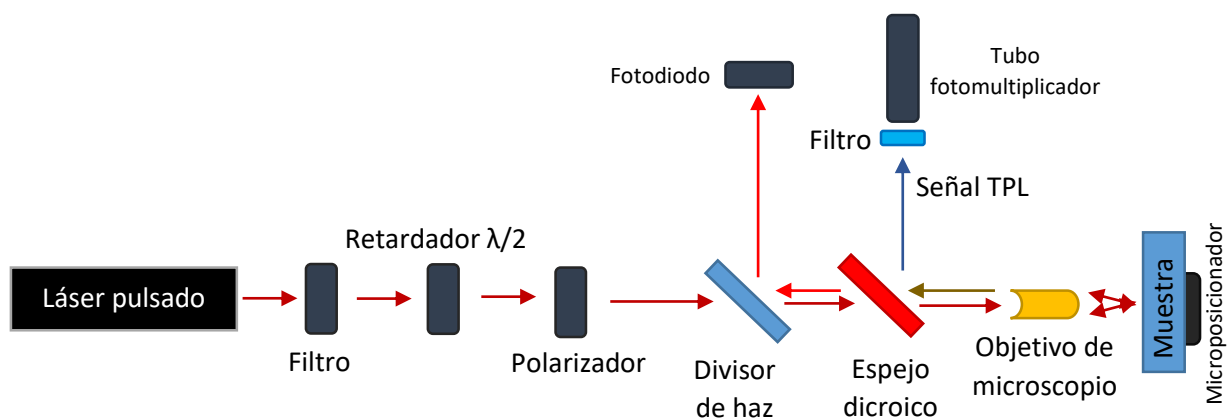 Fotodiodo
Tubo
fotomultiplicador
Filtro
Señal TPL
Retardador λ/2
Láser pulsado
Filtro
Polarizador
Divisor
de haz
Espejo
dicroico
Objetivo de
microscopio
Muestra
Microposicionador